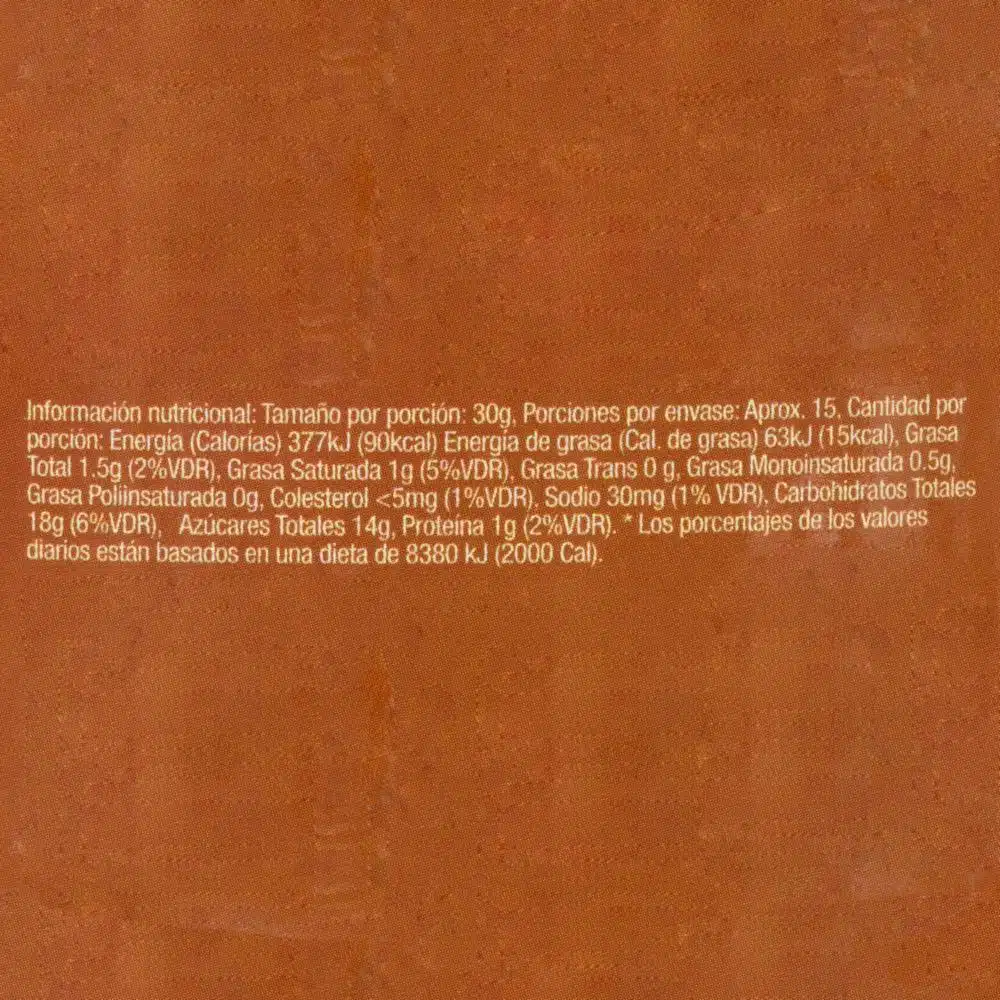 Información nutricional: Tamaño por porción: 30g, Porciones por envase: Aprox. 15, Cantidad por
porción: Energía (Calorías) 377kJ (90kcal) Energía de grasa (Cal. de grasa) 63kJ (15kcal), Grasa
Total 1.5g (2%VDR), Grasa Saturada 1g (5%VDR), Grasa Trans 0 g, Grasa Monoinsaturada 0.5g,
Grasa Poliinsaturada 0g, Colesterol <5mg (1%VDR), Sodio 30mg (1% VDR), Carbohidratos Totales
18g (6%VDR), Azúcares Totales 14g, Proteína 1g (2%VDR). * Los porcentajes de los valores
diarios están basados en una dieta de 8380 kJ (2000 Cal).